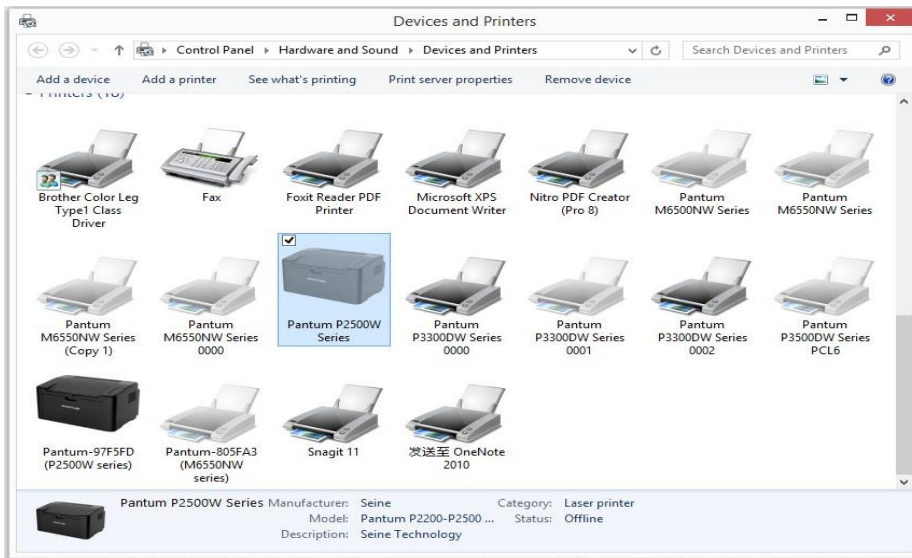 Devices and Printers
Control Panel Hardware and Sound Devices and Printers
Search Devices and Printers
Add a device Add a printer See what's printing Print server properties Remove device
Printers
Brother Color Leg
Type1 Class
Driver
Fax
Foxit Reader PDF
Printer
Microsoft XPS
Document Writer
Nitro PDF Creator
(Pro 8)
Pantum
M6500NW Series
Pantum
M6550NW Series
Pantum
M6550NW Series
(Copy 1)
Pantum
M6550NW Series
0000
Pantum P2500W
Series
Pantum
P3300DW Series
0000
Pantum
P3300DW Series
0001
Pantum
P3300DW Series
0002
Pantum
P3500DW Series
PCL6
Pantum-97F5FD
(P2500W series)
Pantum-805FA3
(M6550NW
series)
Snagit 11
发送至 OneNote
2010
Pantum P2500W Series Manufacturer: Seine Category: Laser printer
Model: Pantum P2200-P2500 ... Status: Offline
Description: Seine Technology